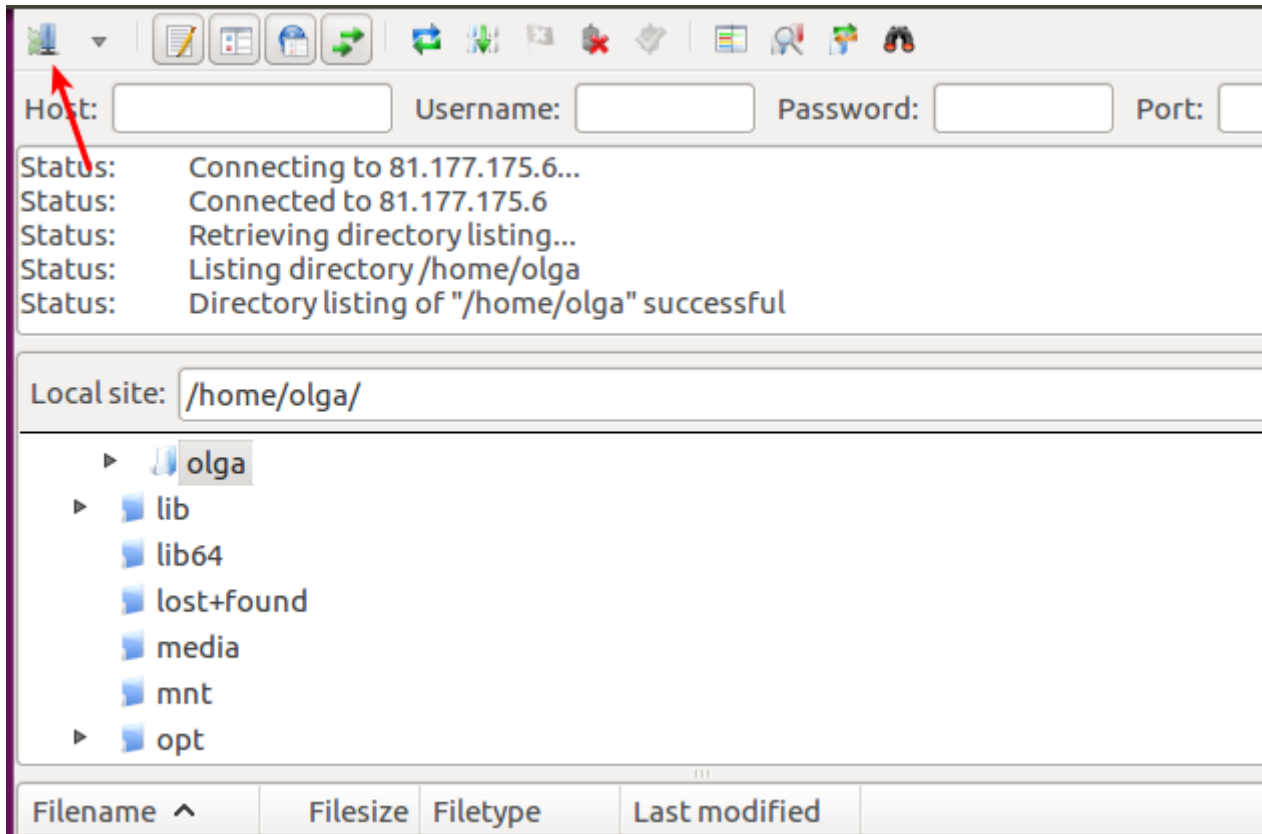 Host: Username: Password: Port:
Status: Connecting to 81.177.175.6...
Status: Connected to 81.177.175.6
Status: Retrieving directory listing...
Status: Listing directory /home/olga
Status: Directory listing of "/home/olga" successful
Local site: /home/olga/
olga
lib
lib64
lost+found
media
mnt
opt
Filename Filesize Filetype Last modified